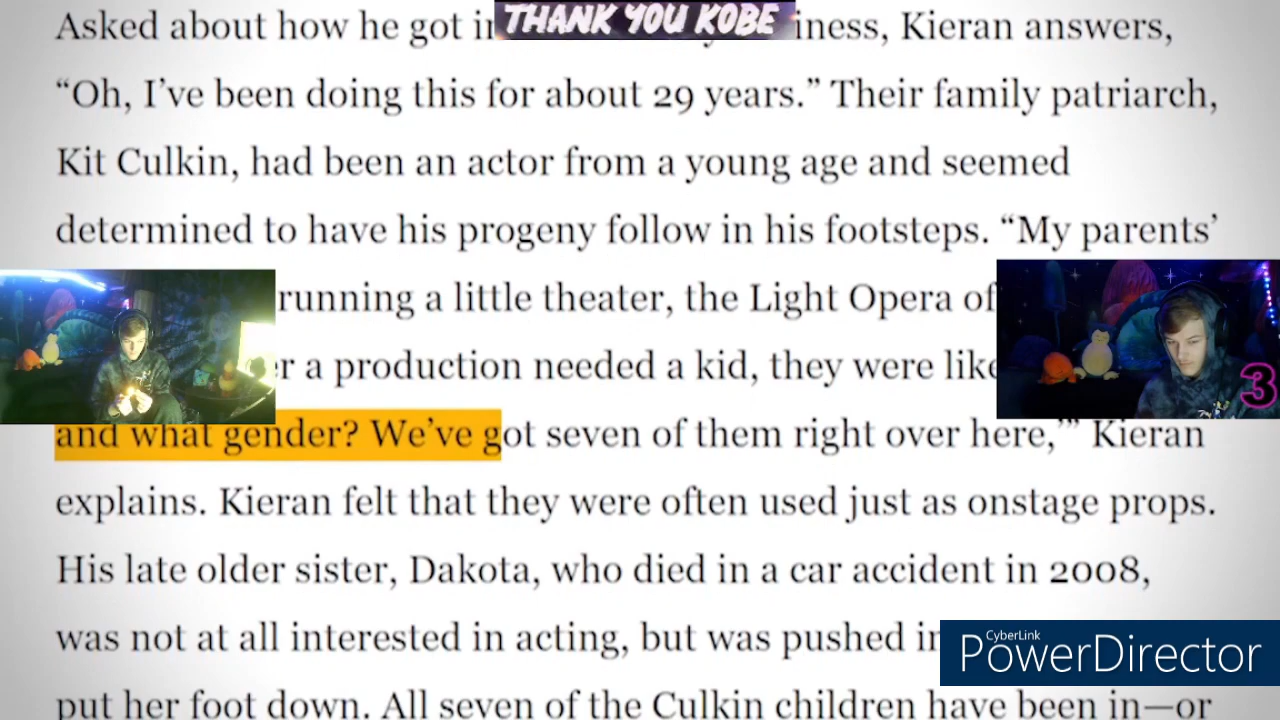 THANK YOU KOBE
Asked about how he got in iness, Kieran answers,
“Oh, I’ve been doing this for about 29 years.” Their family patriarch,
Kit Culkin, had been an actor from a young age and seemed
determined to have his progeny follow in his footsteps. “My parents’
running a little theater, the Light Opera of
r a production needed a kid, they were like
and what gender? We’ve got seven of them right over here,’” Kieran
explains. Kieran felt that they were often used just as onstage props.
His late older sister, Dakota, who died in a car accident in 2008,
was not at all interested in acting, but was pushed in
put her foot down. All seven of the Culkin children have been in—or
3
CyberLink
PowerDirector